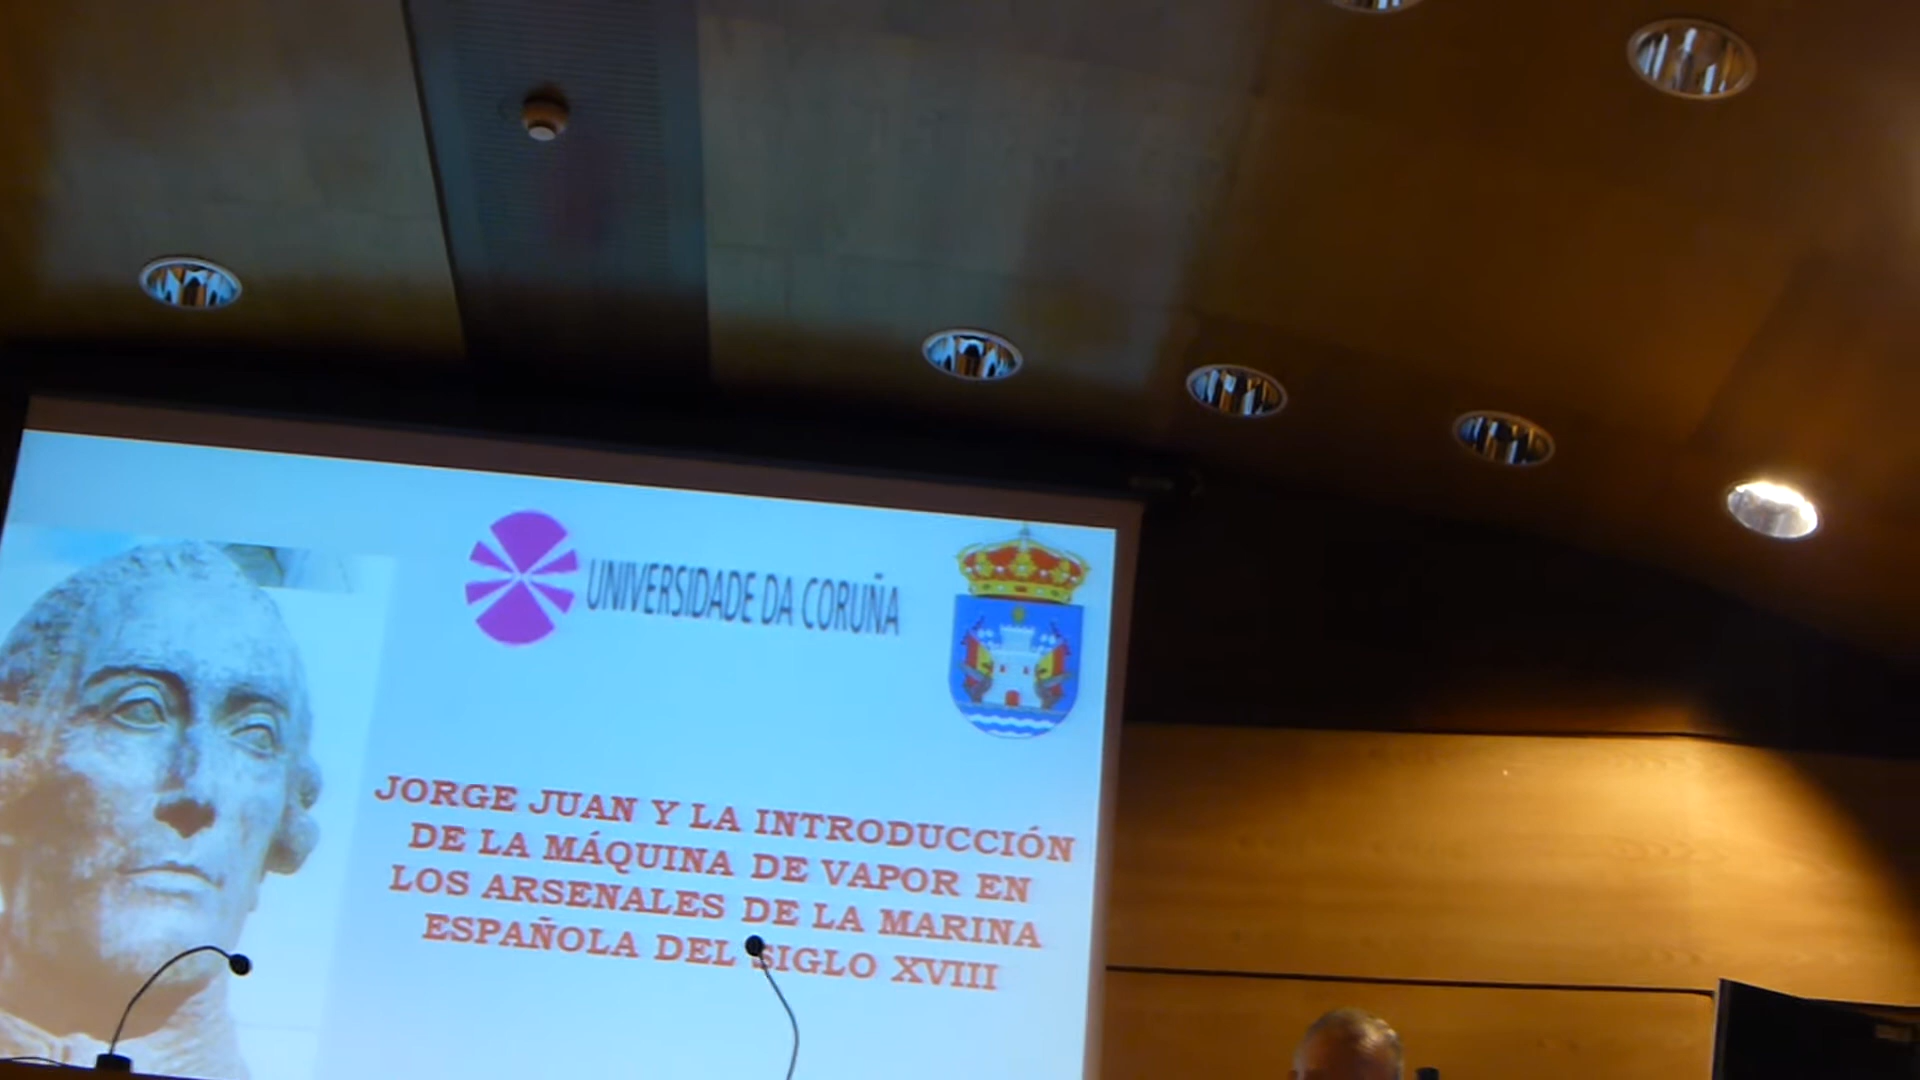 UNIVERSIDADE DA CORUÑA
JORGE JUAN Y LA INTRODUCCIÓN
DE LA MÁQUINA DE VAPOR EN
LOS ARSENALES DE LA MARINA
ESPAÑOLA DEL SIGLO XVIII